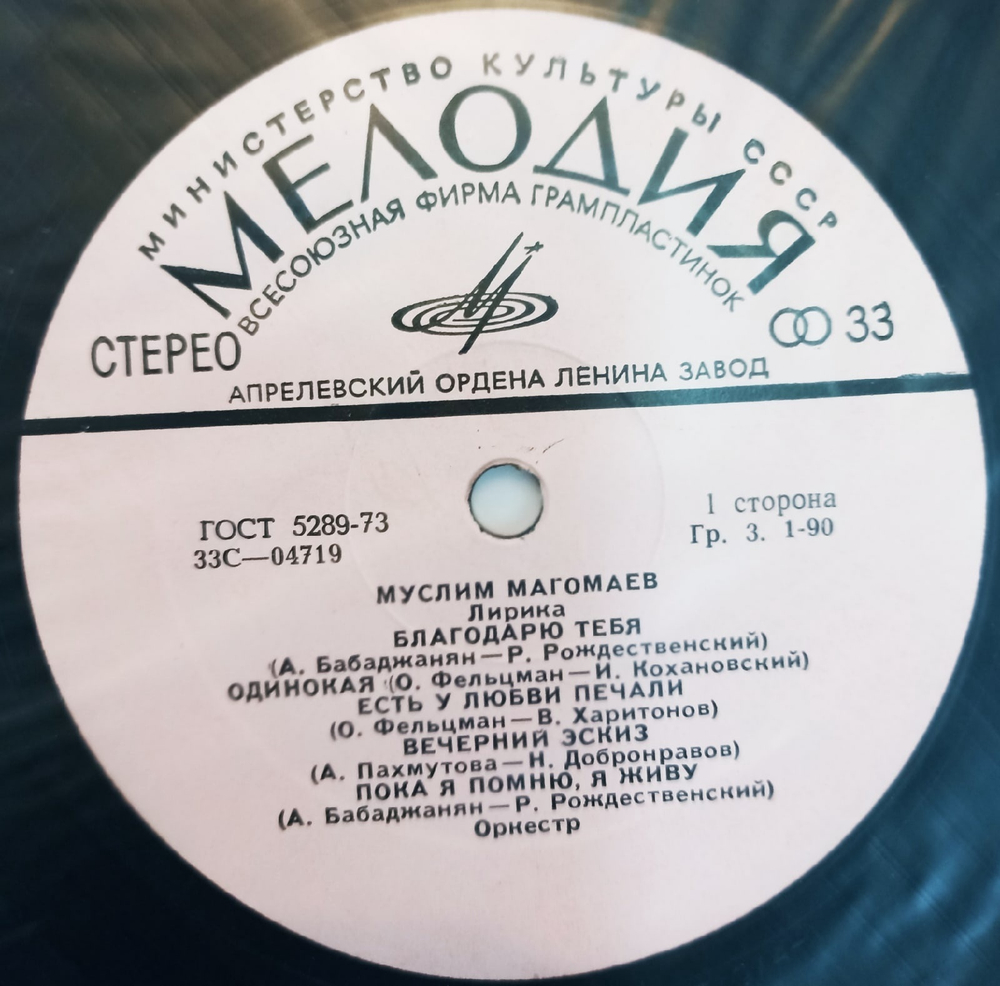 МИНИСТЕРСТВО КУЛЬТУРЫ СССР
МЕЛОДИЯ
ВСЕСОЮЗНАЯ ФИРМА ГРАМПЛАСТИНОК
СТЕРЕО
33
АПРЕЛЕВСКИЙ ОРДЕНА ЛЕНИНА ЗАВОД
ГОСТ 5289-73
33С—04719
1 сторона
Гр. 3. 1-90
МУСЛИМ МАГОМАЕВ
Лирика
БЛАГОДАРЮ ТЕБЯ
(А. Бабаджанян—Р. Рождественский)
ОДИНОКАЯ (О. Фельцман—И. Кохановский)
ЕСТЬ У ЛЮБВИ ПЕЧАЛИ
(О. Фельцман—В. Харитонов)
ВЕЧЕРНИЙ ЭСКИЗ
(А. Пахмутова—Н. Добронравов)
ПОКА Я ПОМНЮ, Я ЖИВУ
(А. Бабаджанян—Р. Рождественский)
Оркестр